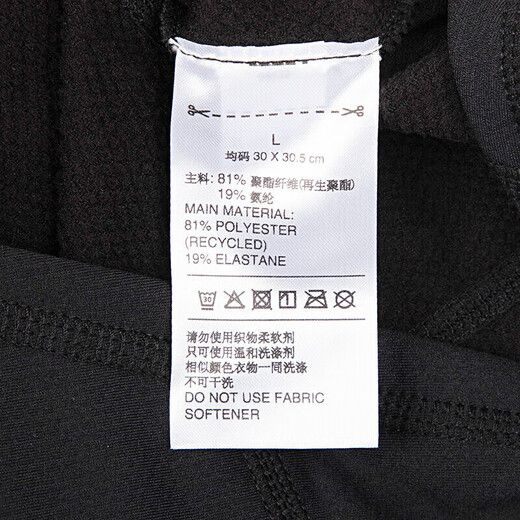 L
均码 30 X 30.5 cm
主料: 81% 聚酯纤维(再生聚酯)
19% 氨纶
MAIN MATERIAL:
81% POLYESTER
(RECYCLED)
19% ELASTANE
30
请勿使用织物柔软剂
只可使用温和洗涤剂
相似颜色衣物一同洗涤
不可干洗
DO NOT USE FABRIC
SOFTENER